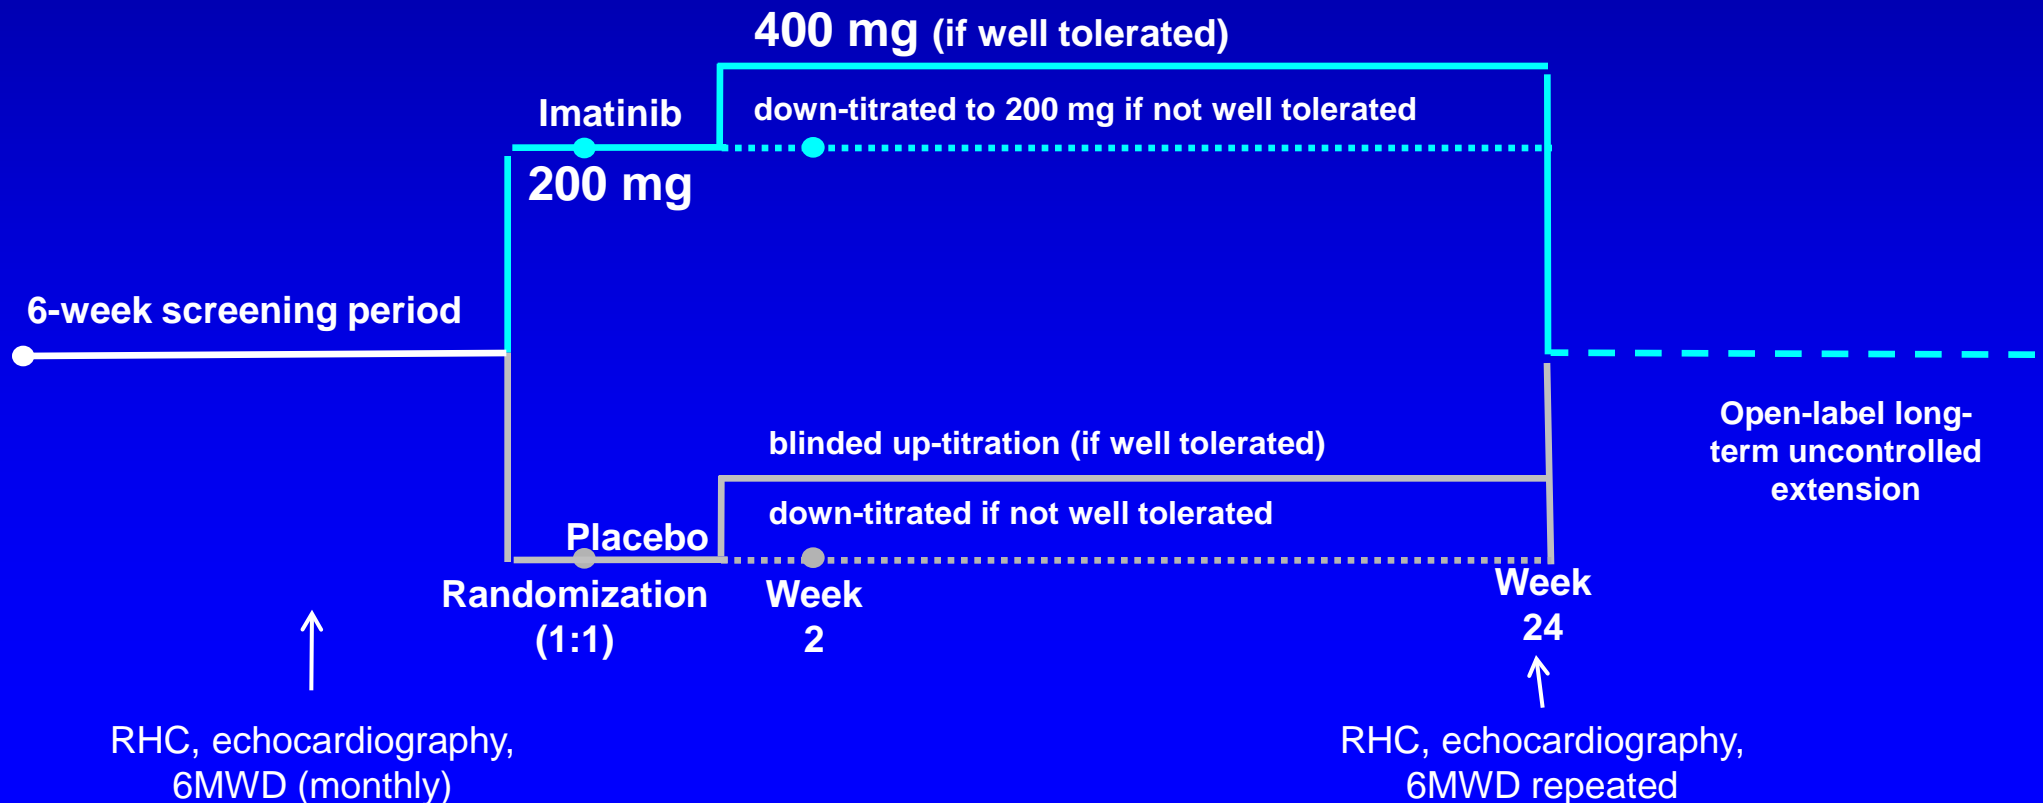 400 mg (if well tolerated)
Imatinib
down-titrated to 200 mg if not well tolerated
200 mg
6-week screening period
Open-label long-
term uncontrolled
extension
blinded up-titration (if well tolerated)
down-titrated if not well tolerated
Placebo
Randomization
(1:1)
Week
2
Week
24
RHC, echocardiography,
6MWD (monthly)
RHC, echocardiography,
6MWD repeated